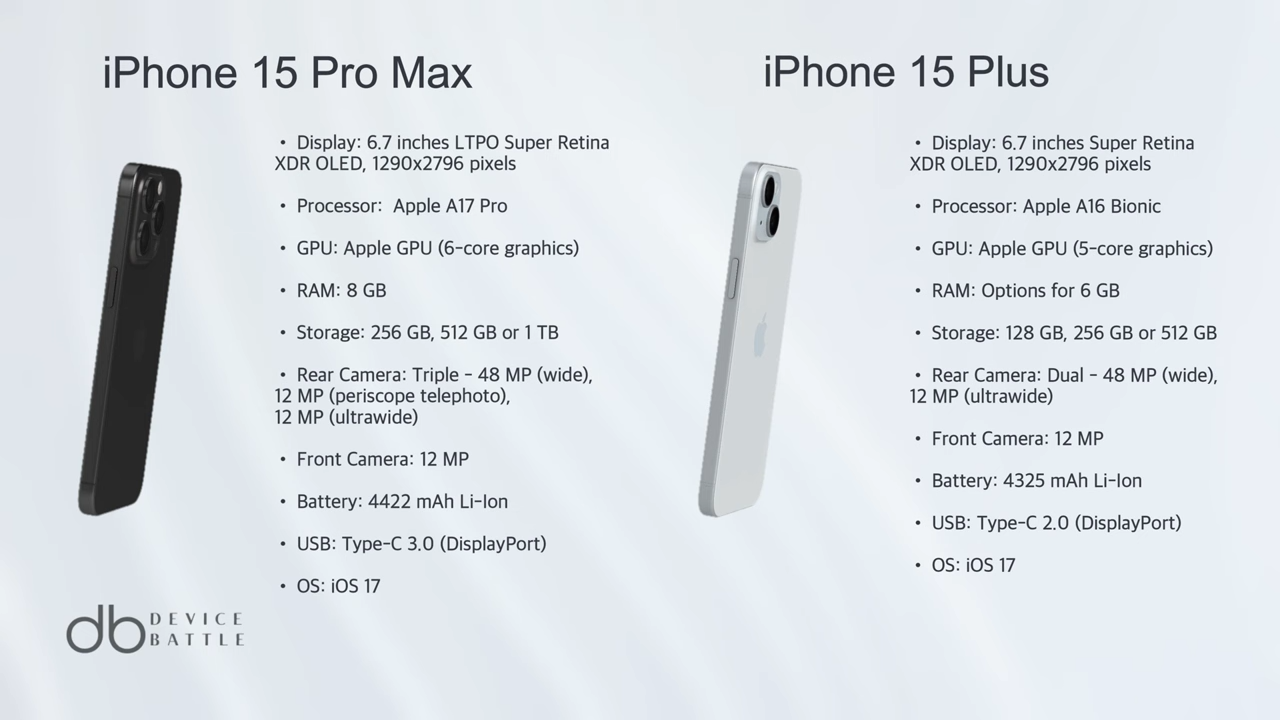 iPhone 15 Pro Max
• Display: 6.7 inches LTPO Super Retina
XDR OLED, 1290x2796 pixels
• Processor:  Apple A17 Pro
• GPU: Apple GPU (6-core graphics)
• RAM: 8 GB
• Storage: 256 GB, 512 GB or 1 TB
• Rear Camera: Triple - 48 MP (wide),
12 MP (periscope telephoto),
12 MP (ultrawide)
• Front Camera: 12 MP
• Battery: 4422 mAh Li-Ion
• USB: Type-C 3.0 (DisplayPort)
• OS: iOS 17
iPhone 15 Plus
• Display: 6.7 inches Super Retina
XDR OLED, 1290x2796 pixels
• Processor: Apple A16 Bionic
• GPU: Apple GPU (5-core graphics)
• RAM: Options for 6 GB
• Storage: 128 GB, 256 GB or 512 GB
• Rear Camera: Dual - 48 MP (wide),
12 MP (ultrawide)
• Front Camera: 12 MP
• Battery: 4325 mAh Li-Ion
• USB: Type-C 2.0 (DisplayPort)
• OS: iOS 17
db DEVICE
BATTLE